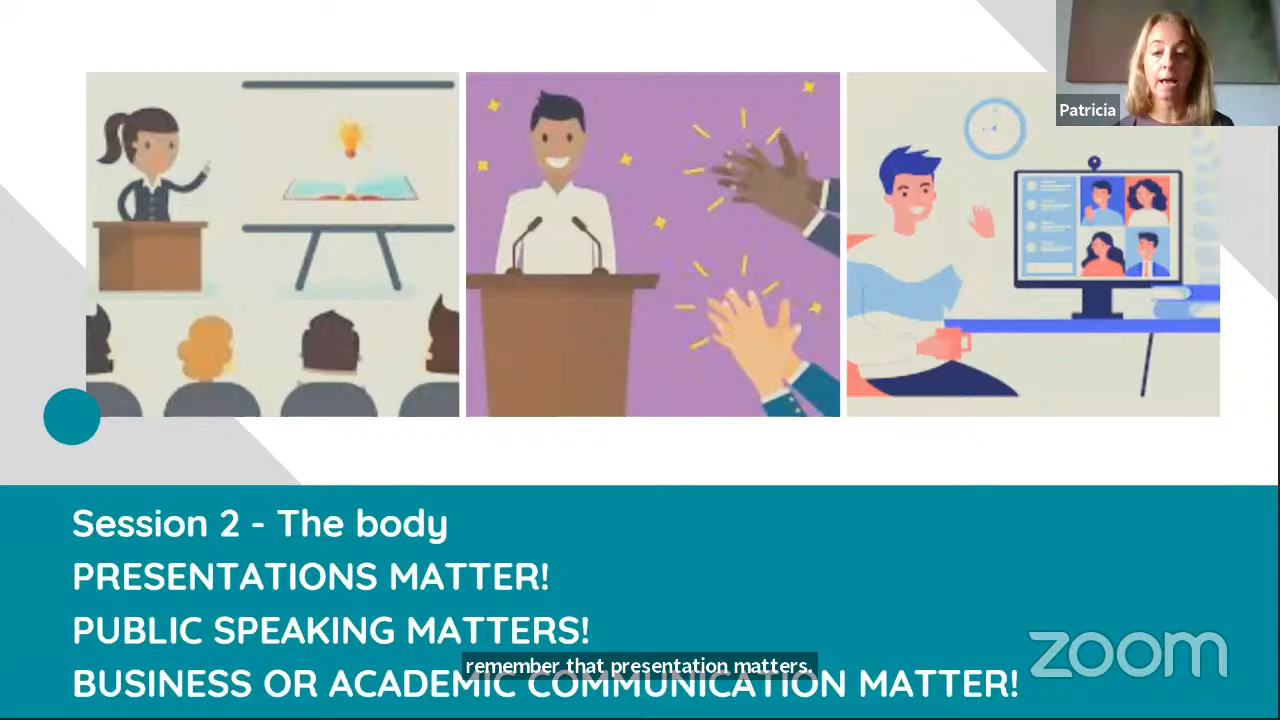 Patricia
Session 2 - The body
PRESENTATIONS MATTER!
PUBLIC SPEAKING MATTERS!
remember that presentation matters.
BUSINESS OR ACADEMIC COMMUNICATION MATTER!
zoom